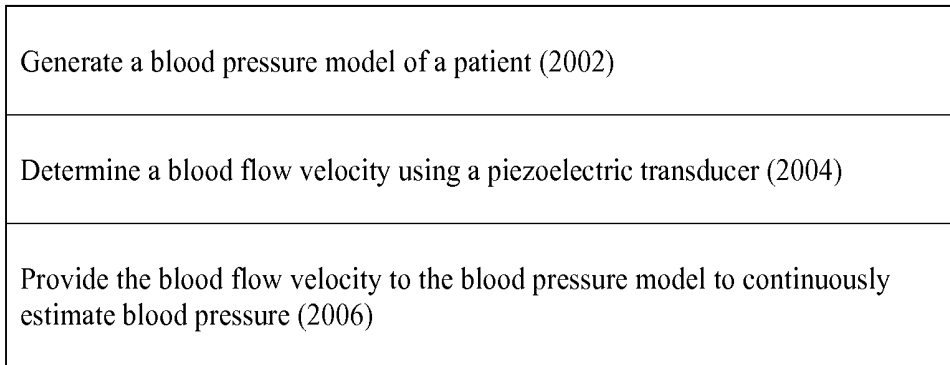 Generate a blood pressure model of a patient (2002)
Determine a blood flow velocity using a piezoelectric transducer (2004)
Provide the blood flow velocity to the blood pressure model to continuously
estimate blood pressure (2006)